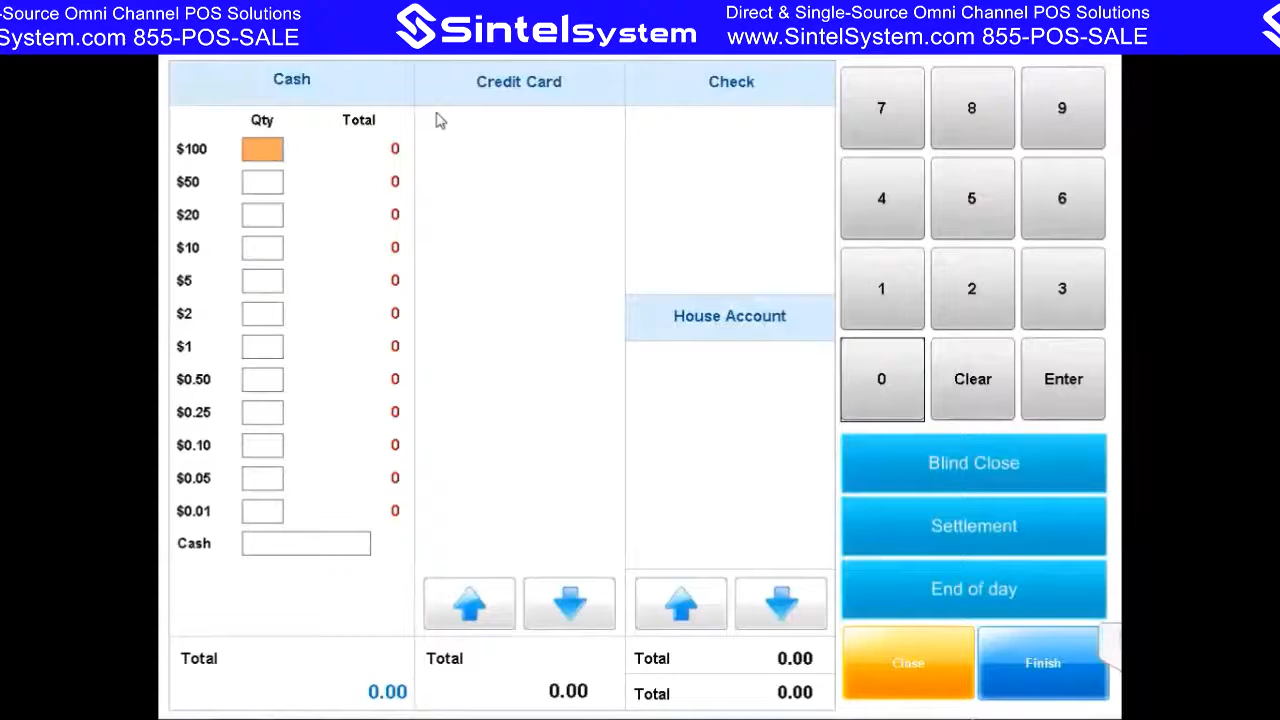 -Source Omni Channel POS Solutions
System.com 855-POS-SALE
Sintelsystem
Direct & Single-Source Omni Channel POS Solutions
www.SintelSystem.com 855-POS-SALE
Cash
Qty Total
$100 0
$50 0
$20 0
$10 0
$5 0
$2 0
$1 0
$0.50 0
$0.25 0
$0.10 0
$0.05 0
$0.01 0
Cash
Total
0.00
Credit Card
Total
0.00
Check
House Account
Total 0.00
Total 0.00
7 8 9
4 5 6
1 2 3
0 Clear Enter
Blind Close
Settlement
End of day
Close Finish